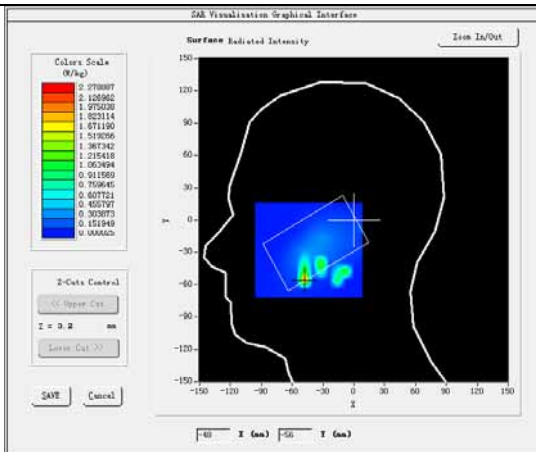 SAR Visualisation Graphical Interface
Surface Radiated Intensity
Zoom In/Out
Colors Scale
(W/kg)
2.278887
2.126962
1.975038
1.823114
1.671190
1.519266
1.367342
1.215418
1.063494
0.911569
0.759645
0.607721
0.455797
0.303873
0.151949
0.000025
150
120
90
60
30
0
-30
-60
-90
-120
-150
Y
-150 -120 -90 -60 -30 0 30 60 90 120 150
X
Z-Cuts Control
<< Upper Cut
Z = 3.2 mm
Lower Cut >>
SAVE Cancel
-48 X (mm) -56 Y (mm)